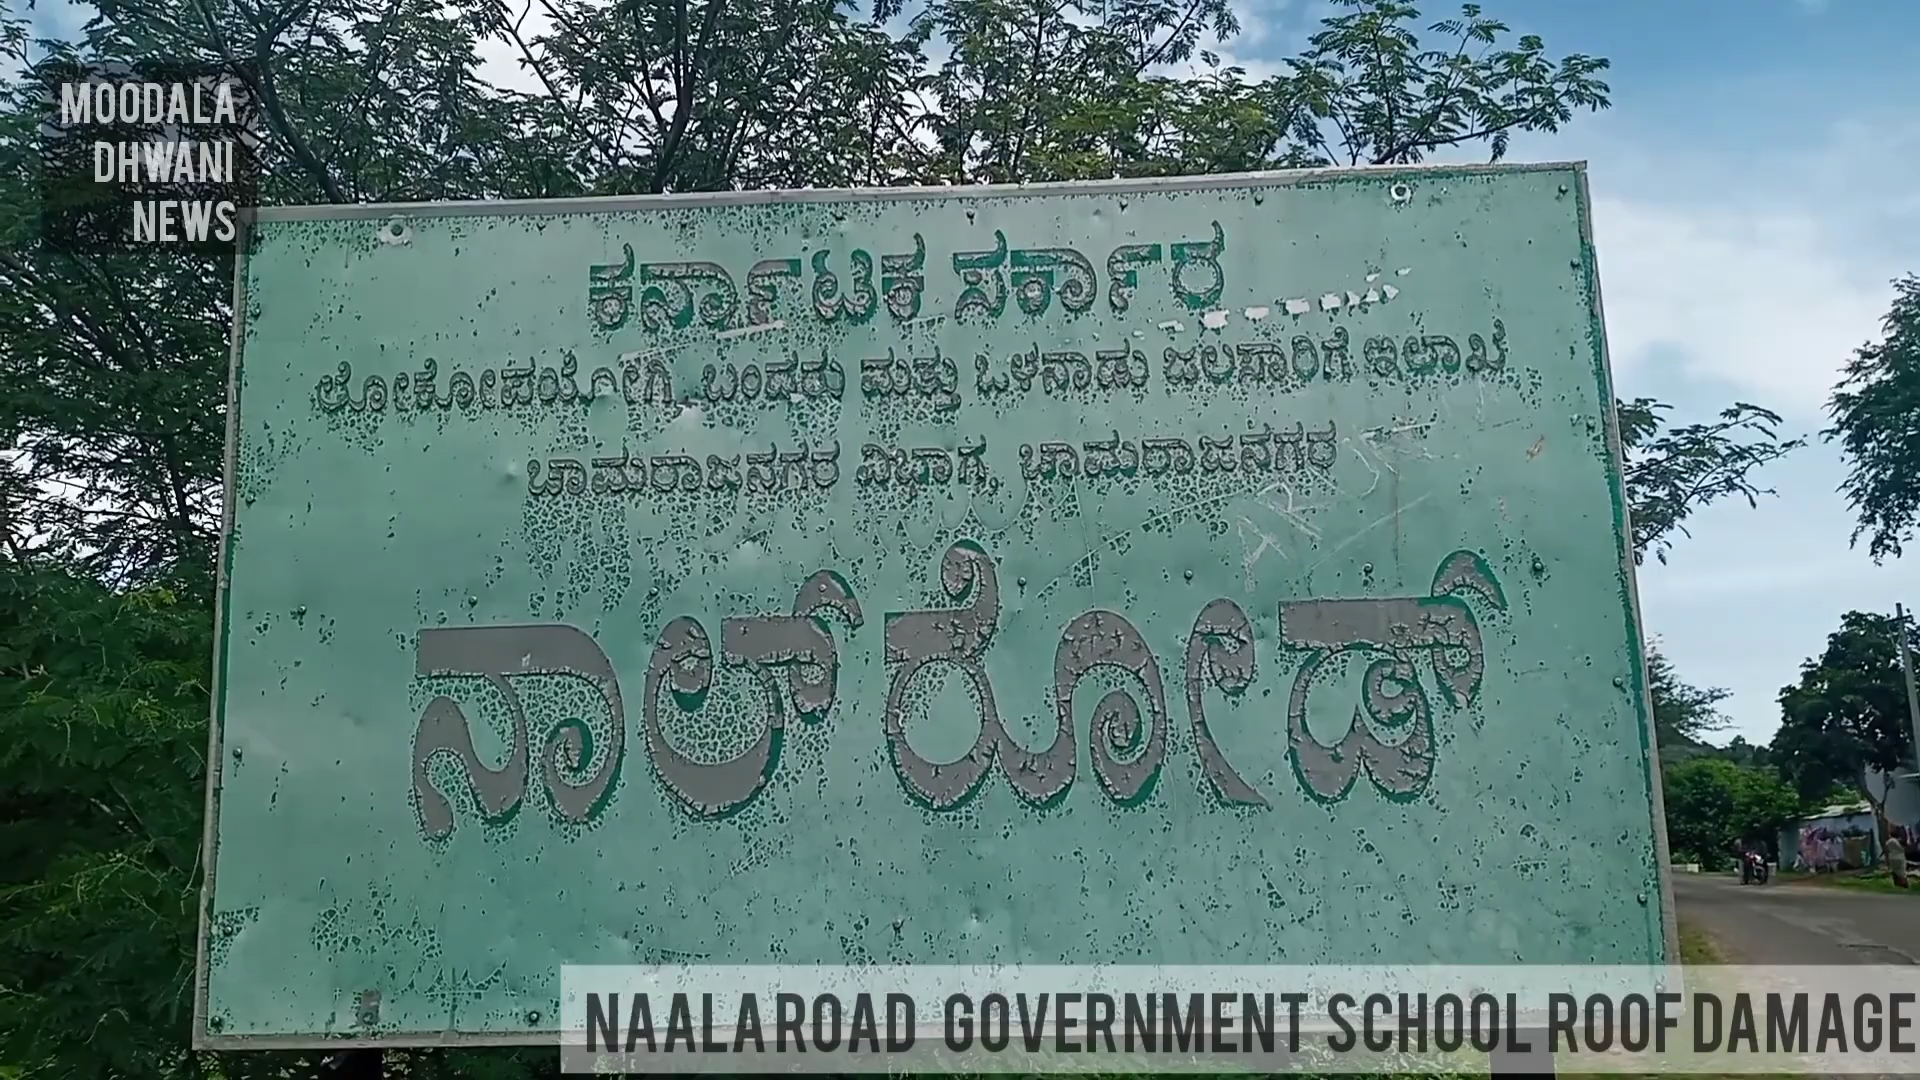 MOODALA
DHWANI
NEWS
ಕರ್ನಾಟಕ ಸರ್ಕಾರ
ಲೋಕೋಪಯೋಗಿ, ಬಂದರು ಮತ್ತು ಒಳನಾಡು ಜಲಸಾರಿಗೆ ಇಲಾಖೆ
ಚಾಮರಾಜನಗರ ವಿಭಾಗ, ಚಾಮರಾಜನಗರ
ನಾಲ್ ರೋಡ್
NAALA ROAD GOVERNMENT SCHOOL ROOF DAMAGE